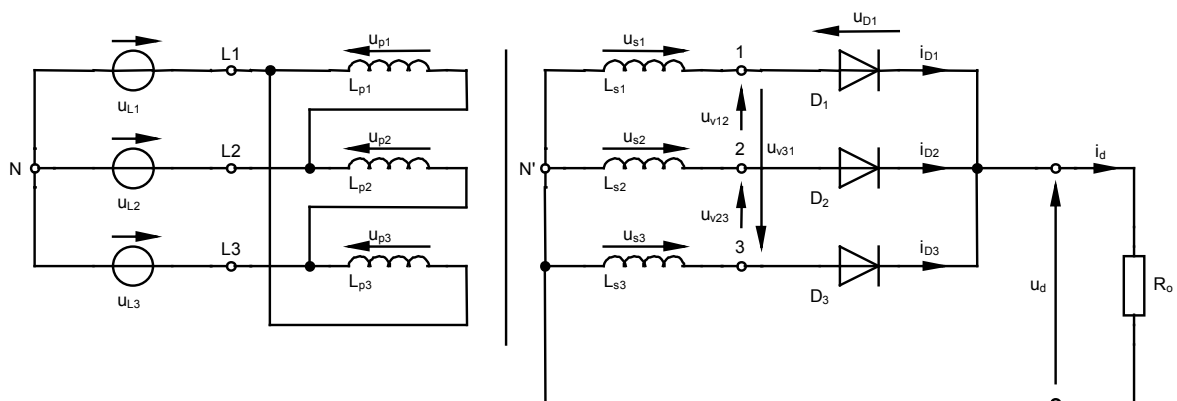 u_D1
u_p1
u_s1
L1
1
i_D1
L_p1
L_s1
D_1
u_L1
u_v12
L2
u_p2
u_s2
2
u_v31
i_D2
i_d
N
N'
L_p2
L_s2
D_2
u_L2
u_v23
L3
u_p3
u_s3
3
i_D3
L_p3
L_s3
D_3
u_d
R_o
u_L3